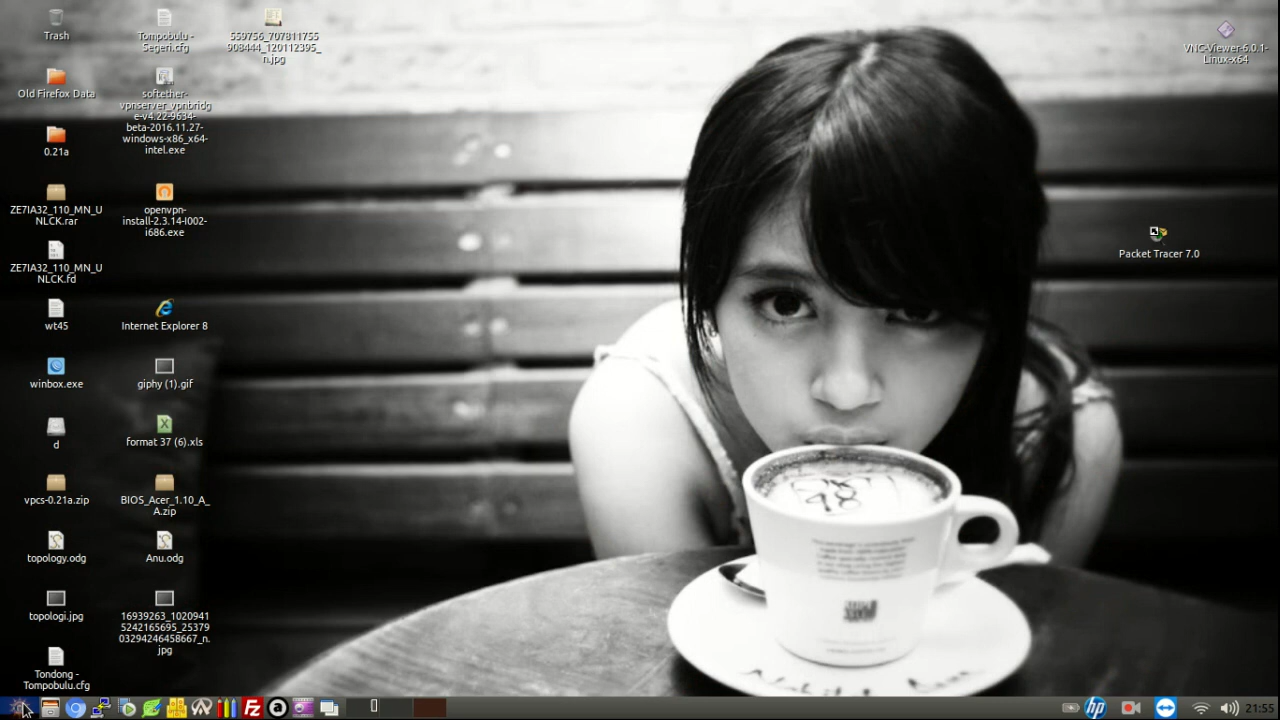 Trash
Old Firefox Data
0.21a
ZE7IA32_110_MN_U
NLCK.rar
ZE7IA32_110_MN_U
NLCK.fd
wt45
winbox.exe
d
vpcs-0.21a.zip
topology.odg
topologi.jpg
Tondong -
Tompobulu.cfg
Tompobulu -
Segeri.cfg
softether-
vpnserver_vpnbridg
e-v4.22-9634-
beta-2016.11.27-
windows-x86_x64-
intel.exe
openvpn-
install-2.3.14-I002-
i686.exe
Internet Explorer 8
giphy (1).gif
format 37 (6).xls
BIOS_Acer_1.10_A_
A.zip
Anu.odg
16939263_1020941
5242165695_25379
03294246458667_n.
jpg
559756_707811755
908444_120112395_
n.jpg
VNC-Viewer-6.0.1-
Linux-x64
Packet Tracer 7.0
hp
21:55